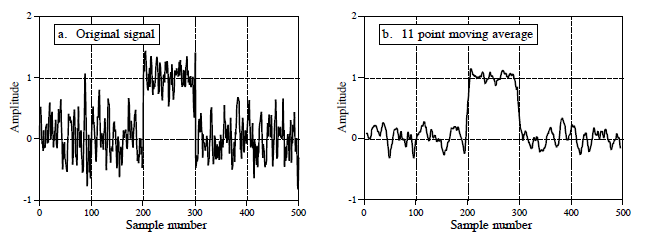 a. Original signal
Amplitude
2
1
0
-1
0 100 200 300 400 500
Sample number
b. 11 point moving average
Amplitude
2
1
0
-1
0 100 200 300 400 500
Sample number